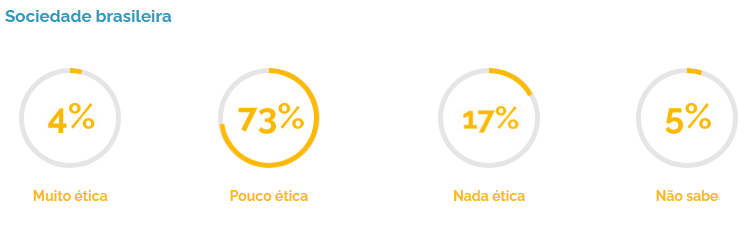 Sociedade brasileira
4% 73% 17% 5%
Muito ética Pouco ética Nada ética Não sabe